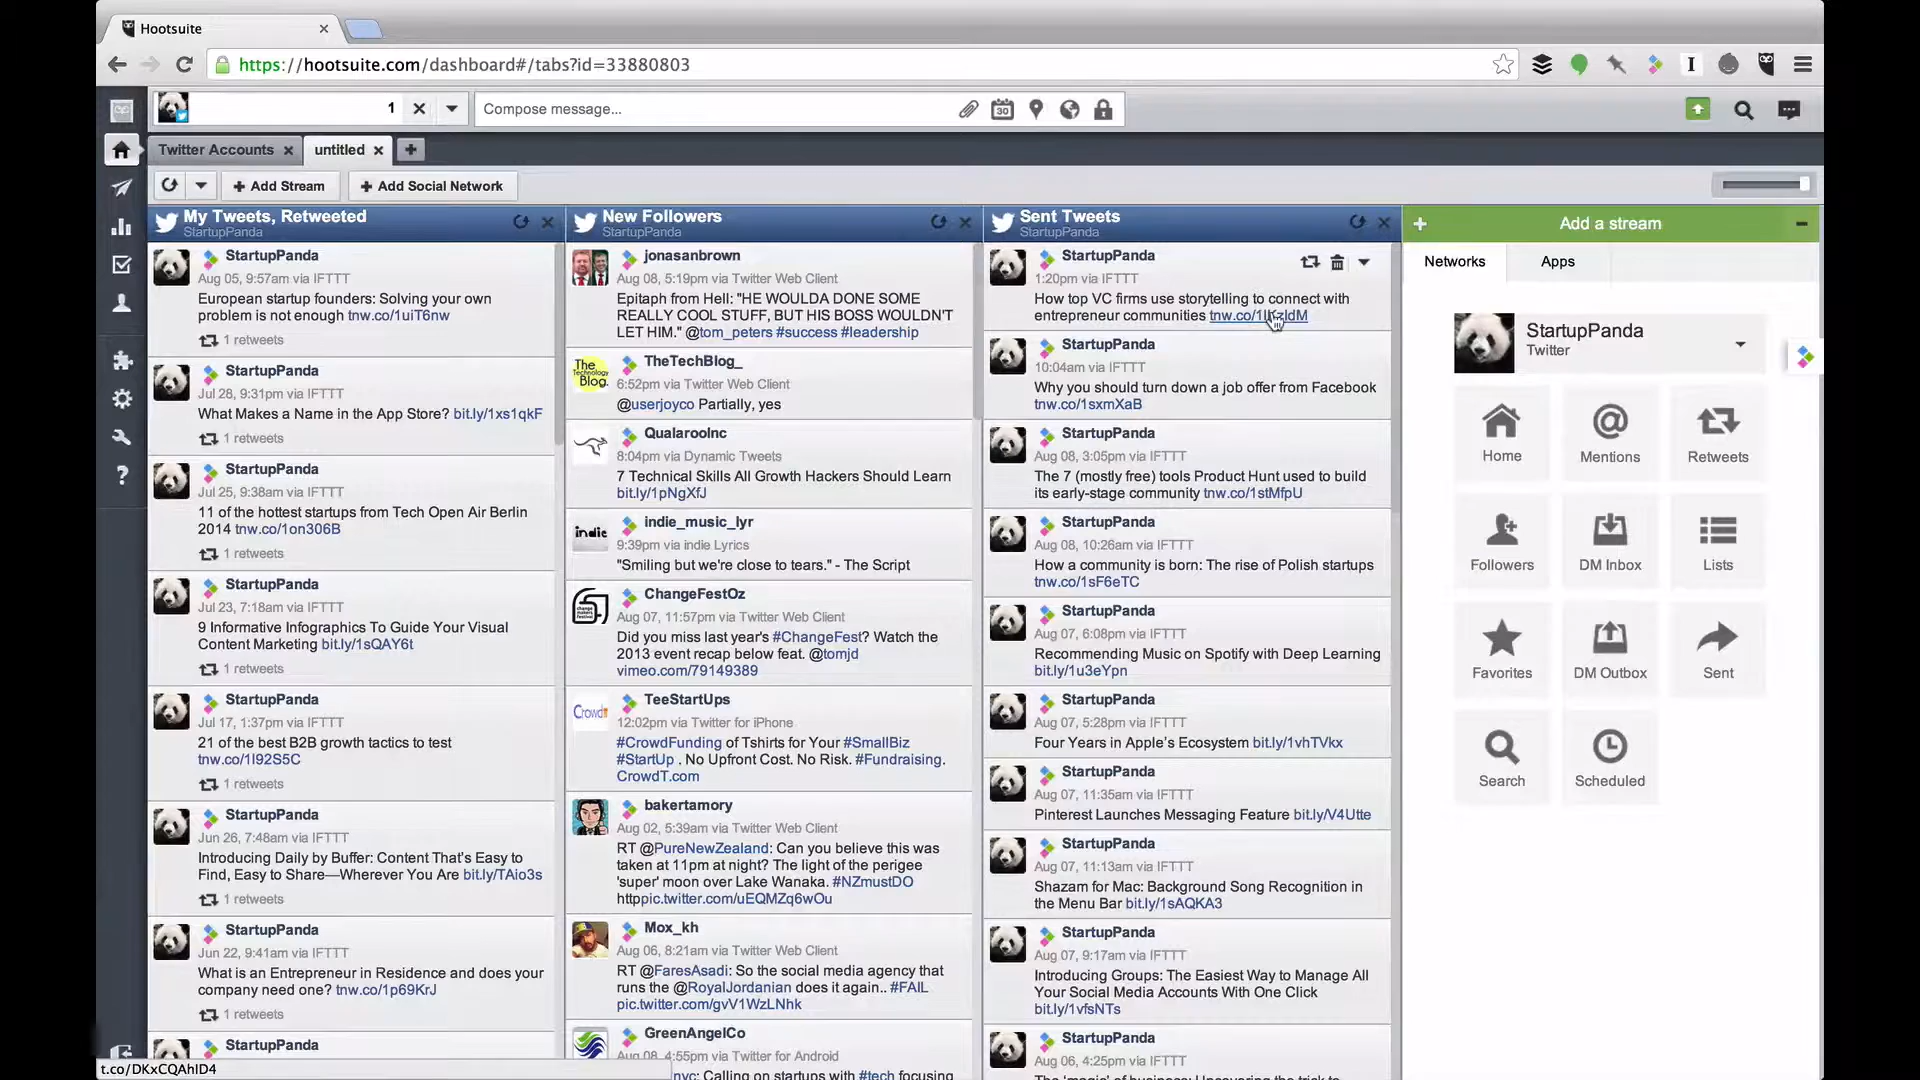 Hootsuite
https://hootsuite.com/dashboard#/tabs?id=33880803
1
Compose message...
30
Twitter Accounts
untitled
Add Stream
Add Social Network
My Tweets, Retweeted
StartupPanda
StartupPanda
Aug 05, 9:57am via IFTTT
European startup founders: Solving your own
problem is not enough tnw.co/1uiT6nw
1 retweets
StartupPanda
Jul 28, 9:31pm via IFTTT
What Makes a Name in the App Store? bit.ly/1xs1qkF
1 retweets
StartupPanda
Jul 25, 9:38am via IFTTT
11 of the hottest startups from Tech Open Air Berlin
2014 tnw.co/1on306B
1 retweets
StartupPanda
Jul 23, 7:18am via IFTTT
9 Informative Infographics To Guide Your Visual
Content Marketing bit.ly/1sQAY6t
1 retweets
StartupPanda
Jul 17, 1:37pm via IFTTT
21 of the best B2B growth tactics to test
tnw.co/1l92S5C
1 retweets
StartupPanda
Jun 26, 7:48am via IFTTT
Introducing Daily by Buffer: Content That's Easy to
Find, Easy to Share—Wherever You Are bit.ly/TAio3s
1 retweets
StartupPanda
Jun 22, 9:41am via IFTTT
What is an Entrepreneur in Residence and does your
company need one? tnw.co/1p69KrJ
1 retweets
StartupPanda
t.co/DKxCQAhID4
New Followers
StartupPanda
jonasanbrown
Aug 08, 5:19pm via Twitter Web Client
Epitaph from Hell: "HE WOULDA DONE SOME
REALLY COOL STUFF, BUT HIS BOSS WOULDN'T
LET HIM." @tom_peters #success #leadership
The Technology Blog.
TheTechBlog_
6:52pm via Twitter Web Client
@userjoyco Partially, yes
QualarooInc
8:04pm via Dynamic Tweets
7 Technical Skills All Growth Hackers Should Learn
bit.ly/1pNgXfJ
indie
indie_music_lyr
9:39pm via indie Lyrics
"Smiling but we're close to tears." - The Script
ChangeFestOz
Aug 07, 11:57pm via Twitter Web Client
Did you miss last year's #ChangeFest? Watch the
2013 event recap below feat. @tomjd
vimeo.com/79149389
TeeStartUps
12:02pm via Twitter for iPhone
#CrowdFunding of Tshirts for Your #SmallBiz
#StartUp . No Upfront Cost. No Risk. #Fundraising.
CrowdT.com
bakertamory
Aug 02, 5:39am via Twitter Web Client
RT @PureNewZealand: Can you believe this was
taken at 11pm at night? The light of the perigee
'super' moon over Lake Wanaka. #NZmustDO
httppic.twitter.com/uEQMZq6wOu
Mox_kh
Aug 06, 8:21am via Twitter Web Client
RT @FaresAsadi: So the social media agency that
runs the @RoyalJordanian does it again.. #FAIL
pic.twitter.com/gvV1WzLNhk
GreenAngelCo
Aug 08, 4:55pm via Twitter for Android
nyc: Calling on startups with #tech focusing
Sent Tweets
StartupPanda
StartupPanda
1:20pm via IFTTT
How top VC firms use storytelling to connect with
entrepreneur communities
StartupPanda
10:04am via IFTTT
Why you should turn down a job offer from Facebook
tnw.co/1sxmXaB
StartupPanda
Aug 08, 3:05pm via IFTTT
The 7 (mostly free) tools Product Hunt used to build
its early-stage community tnw.co/1stMfpU
StartupPanda
Aug 08, 10:26am via IFTTT
How a community is born: The rise of Polish startups
tnw.co/1sF6eTC
StartupPanda
Aug 07, 6:08pm via IFTTT
Recommending Music on Spotify with Deep Learning
bit.ly/1u3eYpn
StartupPanda
Aug 07, 5:28pm via IFTTT
Four Years in Apple's Ecosystem bit.ly/1vhTVkx
StartupPanda
Aug 07, 11:35am via IFTTT
Pinterest Launches Messaging Feature bit.ly/V4Utte
StartupPanda
Aug 07, 11:13am via IFTTT
Shazam for Mac: Background Song Recognition in
the Menu Bar bit.ly/1sAQKA3
StartupPanda
Aug 07, 9:17am via IFTTT
Introducing Groups: The Easiest Way to Manage All
Your Social Media Accounts With One Click
bit.ly/1vfsNTs
StartupPanda
Aug 06, 4:25pm via IFTTT
Add a stream
Networks
Apps
StartupPanda
Twitter
Home
Mentions
Retweets
Followers
DM Inbox
Lists
Favorites
DM Outbox
Sent
Search
Scheduled